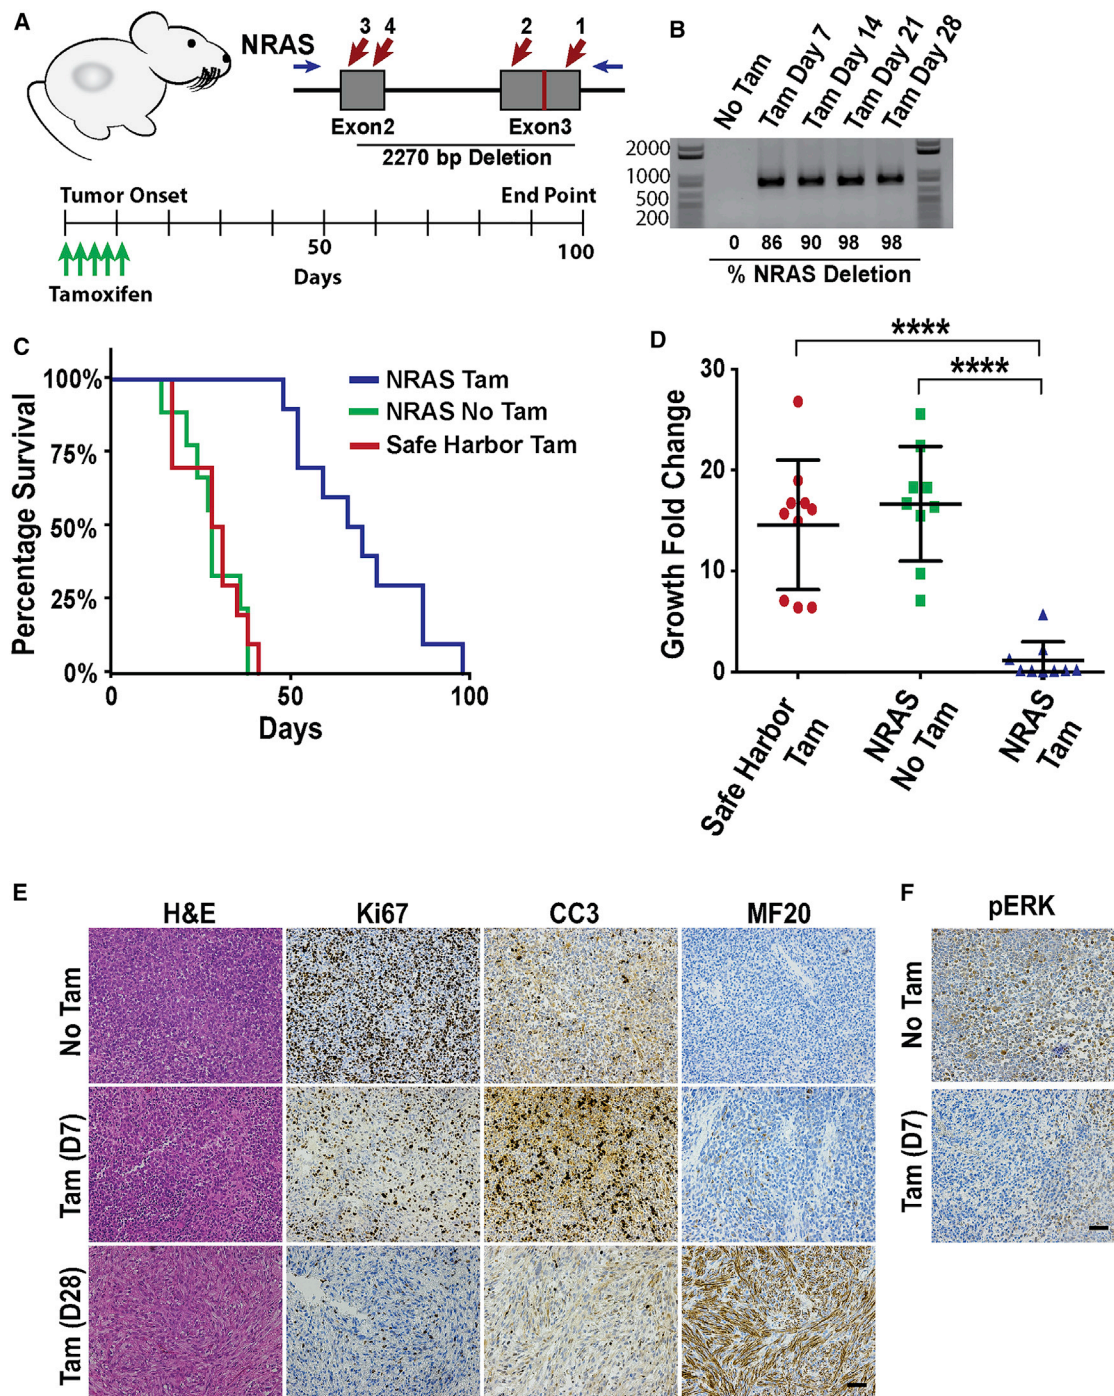 A
NRAS
3 4 2 1
Exon2 Exon3
2270 bp Deletion
Tumor Onset End Point
50 100
Days
Tamoxifen
B
No Tam
Tam Day 7
Tam Day 14
Tam Day 21
Tam Day 28
2000
1000
500
200
0 86 90 98 98
% NRAS Deletion
C
Percentage Survival
100%
75%
50%
25%
0%
0 50 100
Days
NRAS Tam
NRAS No Tam
Safe Harbor Tam
D
****
****
Growth Fold Change
30
20
10
0
Safe Harbor
Tam
NRAS
No Tam
NRAS
Tam
E
H&E Ki67 CC3 MF20
No Tam
Tam (D7)
Tam (D28)
F
pERK
No Tam
Tam (D7)